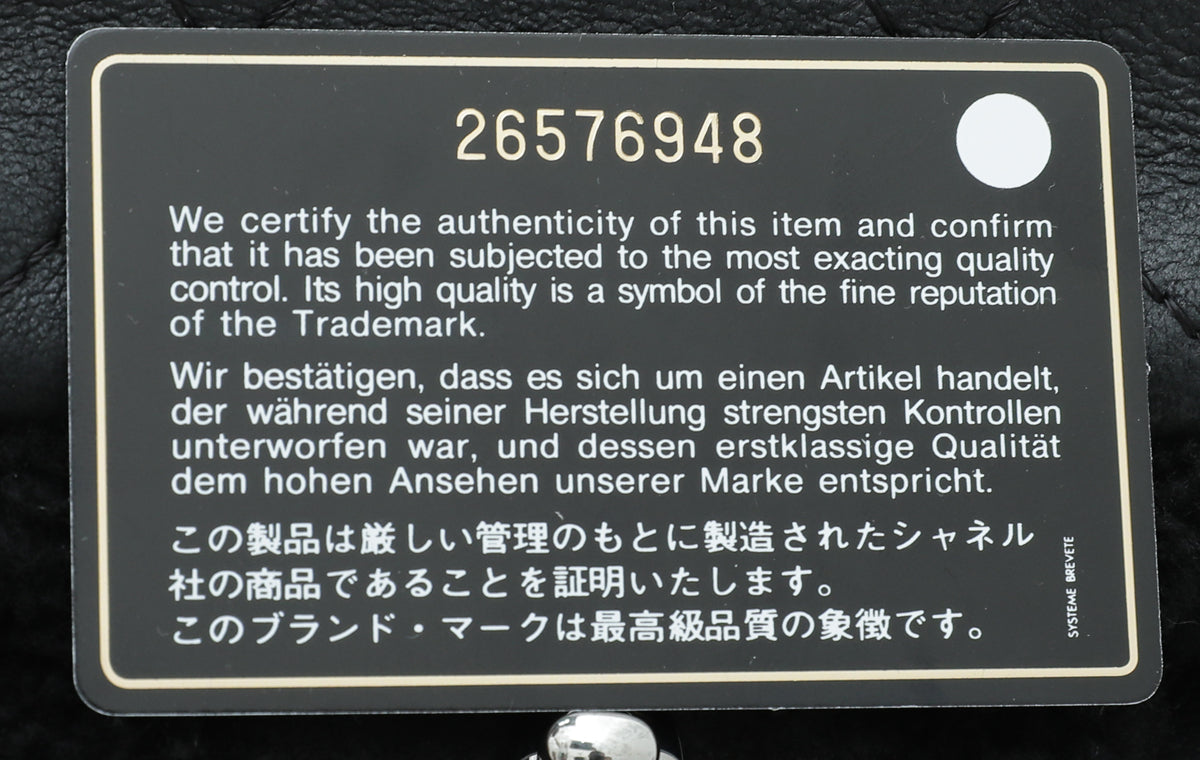 26576948
We certify the authenticity of this item and confirm
that it has been subjected to the most exacting quality
control. Its high quality is a symbol of the fine reputation
of the Trademark.
Wir bestätigen, dass es sich um einen Artikel handelt,
der während seiner Herstellung strengsten Kontrollen
unterworfen war, und dessen erstklassige Qualität
dem hohen Ansehen unserer Marke entspricht.
この製品は厳しい管理のもとに製造されたシャネル
社の商品であることを証明いたします。
このブランド・マークは最高級品質の象徴です。
SYSTEME BREVETE